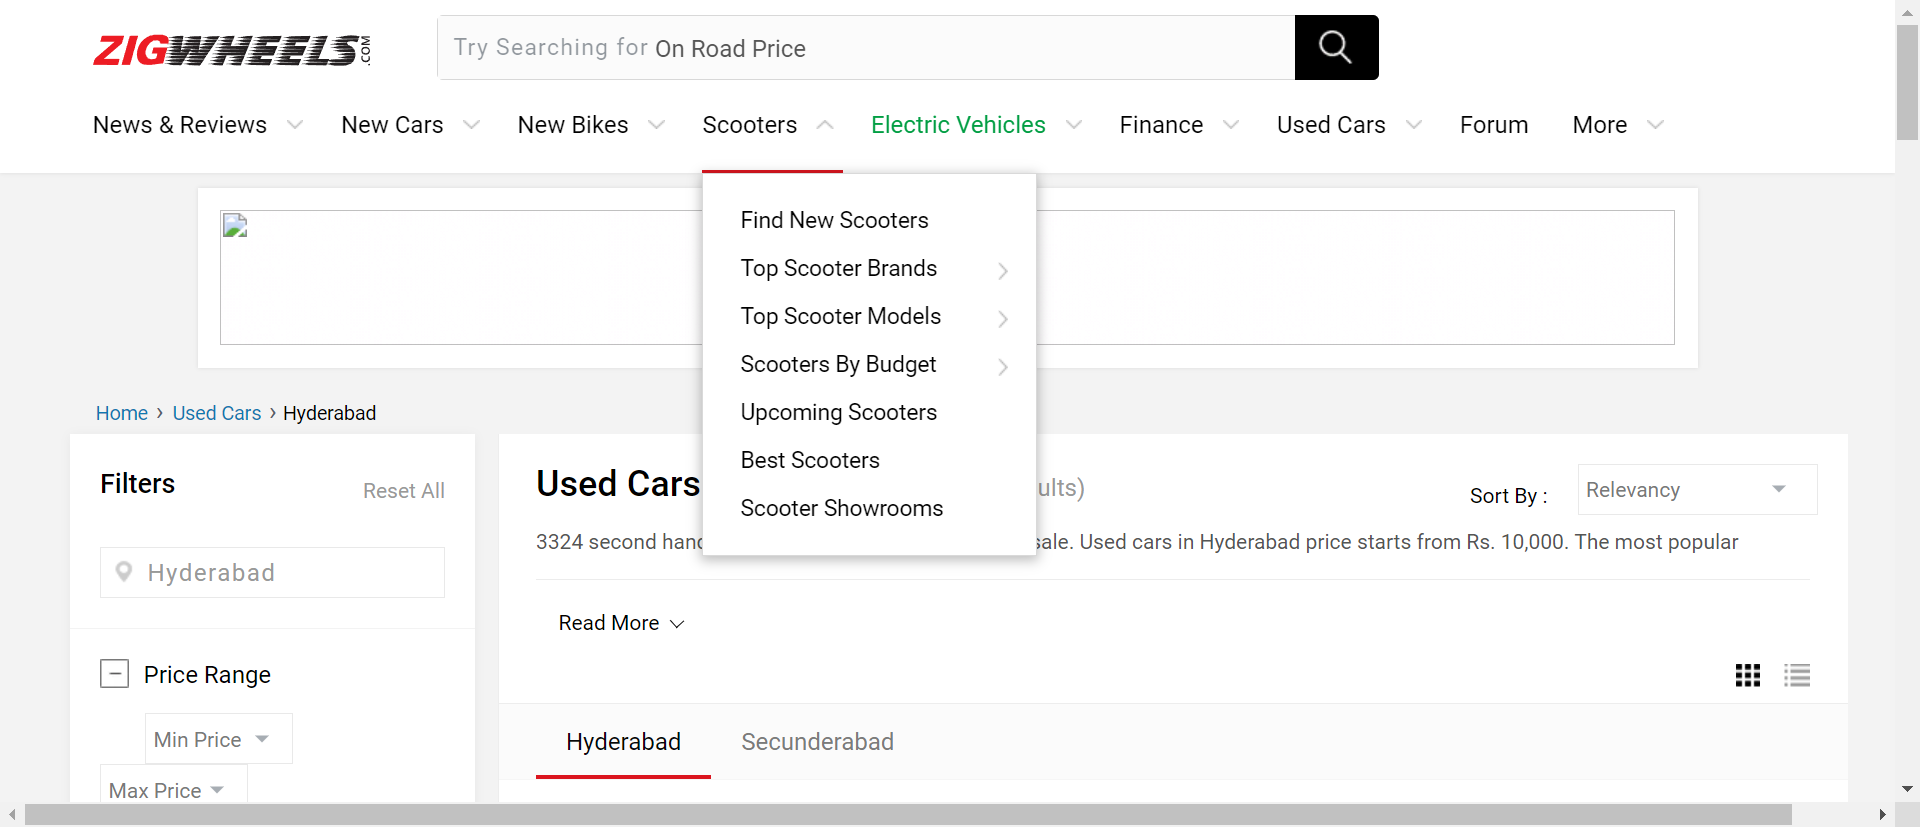 ZIGWHEELS.COM
Try Searching for On Road Price
News & Reviews New Cars New Bikes Scooters Electric Vehicles Finance Used Cars Forum More
Find New Scooters
Top Scooter Brands
Top Scooter Models
Scooters By Budget
Upcoming Scooters
Best Scooters
Scooter Showrooms
Home › Used Cars › Hyderabad
Filters
Reset All
Hyderabad
Price Range
Min Price
Max Price
Used Cars
Sort By :
Relevancy
3324 second sale. Used cars in Hyderabad price starts from Rs. 10,000. The most popular
Read More
Hyderabad Secunderabad